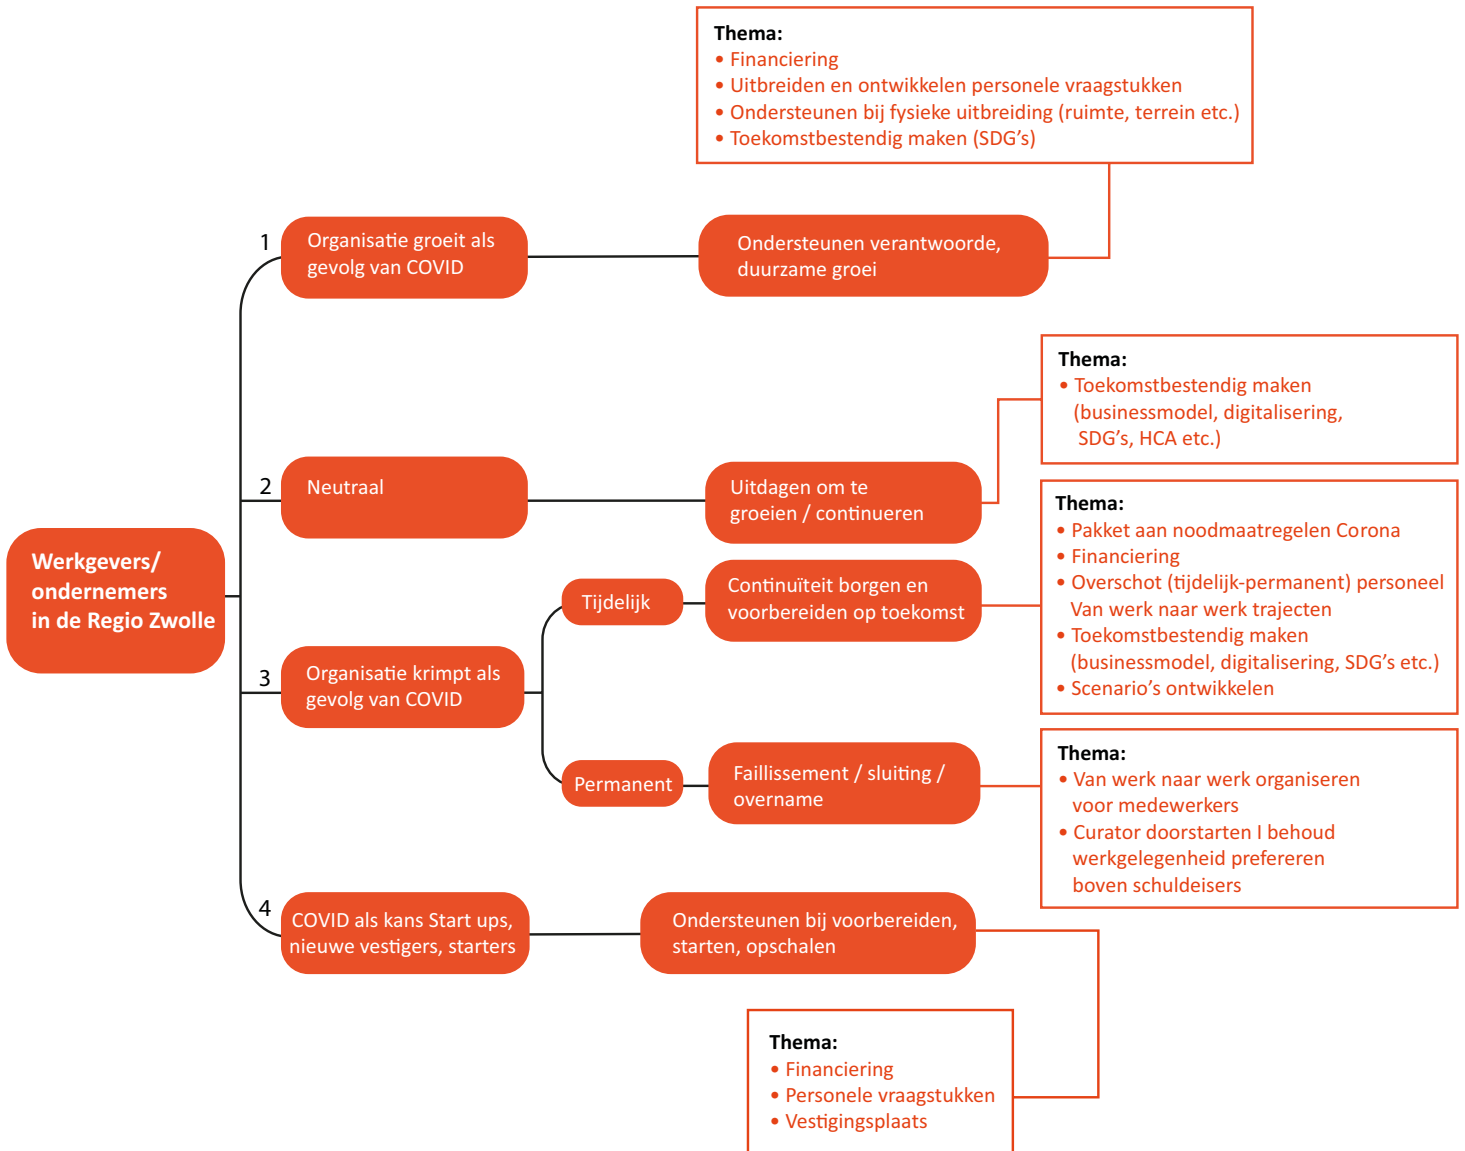 Thema:
• Financiering
• Uitbreiden en ontwikkelen personele vraagstukken
• Ondersteunen bij fysieke uitbreiding (ruimte, terrein etc.)
• Toekomstbestendig maken (SDG's)
1
Organisatie groeit als
gevolg van COVID
Ondersteunen verantwoorde,
duurzame groei
Thema:
• Toekomstbestendig maken
(businessmodel, digitalisering,
SDG's, HCA etc.)
2
Neutraal
Uitdagen om te
groeien / continueren
Werkgevers/
ondernemers
in de Regio Zwolle
Thema:
• Pakket aan noodmaatregelen Corona
• Financiering
• Overschot (tijdelijk-permanent) personeel
Van werk naar werk trajecten
• Toekomstbestendig maken
(businessmodel, digitalisering, SDG's etc.)
• Scenario's ontwikkelen
Tijdelijk
Continuïteit borgen en
voorbereiden op toekomst
3
Organisatie krimpt als
gevolg van COVID
Permanent
Faillissement / sluiting /
overname
Thema:
• Van werk naar werk organiseren
voor medewerkers
• Curator doorstarten I behoud
werkgelegenheid prefereren
boven schuldeisers
4
COVID als kans Start ups,
nieuwe vestigers, starters
Ondersteunen bij voorbereiden,
starten, opschalen
Thema:
• Financiering
• Personele vraagstukken
• Vestigingsplaats